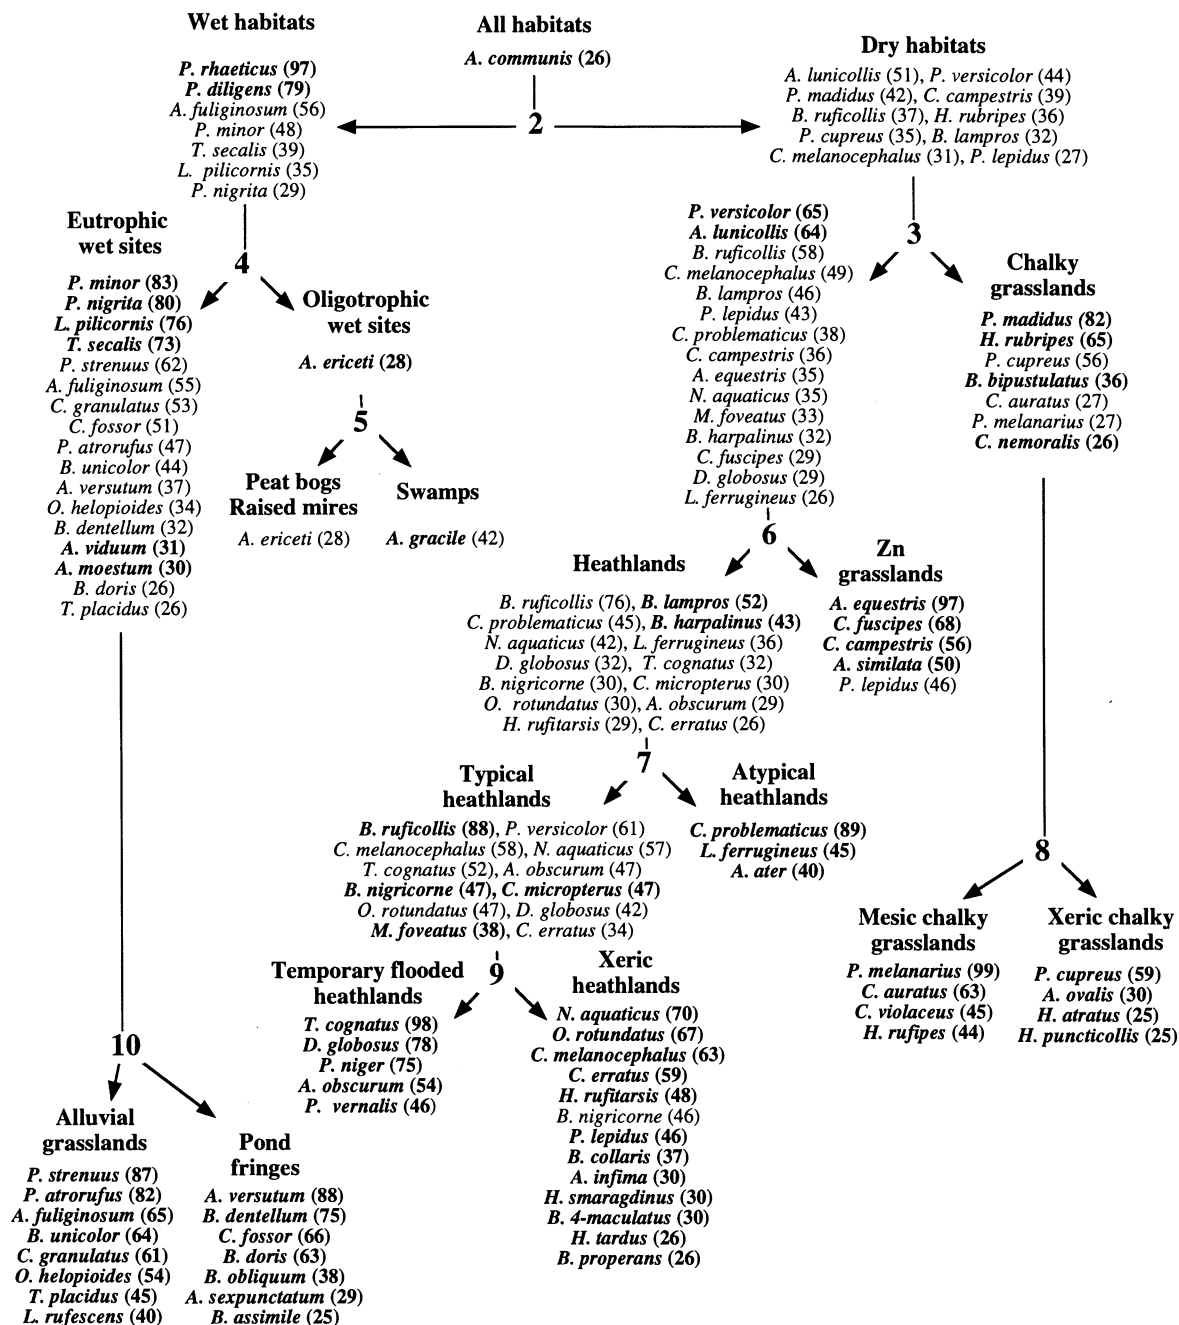 All habitats
A. communis (26)
2
Wet habitats
P. rhaeticus (97)
P. diligens (79)
A. fuliginosum (56)
P. minor (48)
T. secalis (39)
L. pilicornis (35)
P. nigrita (29)
Dry habitats
A. lunicollis (51), P. versicolor (44)
P. madidus (42), C. campestris (39)
B. ruficollis (37), H. rubripes (36)
P. cupreus (35), B. lampros (32)
C. melanocephalus (31), P. lepidus (27)
4
Eutrophic
wet sites
P. minor (83)
P. nigrita (80)
L. pilicornis (76)
T. secalis (73)
P. strenuus (62)
A. fuliginosum (55)
C. granulatus (53)
C. fossor (51)
P. atrorufus (47)
B. unicolor (44)
A. versutum (37)
O. helopioides (34)
B. dentellum (32)
A. viduum (31)
A. moestum (30)
B. doris (26)
T. placidus (26)
Oligotrophic
wet sites
A. ericeti (28)
5
Peat bogs
Raised mires
A. ericeti (28)
Swamps
A. gracile (42)
3
P. versicolor (65)
A. lunicollis (64)
B. ruficollis (58)
C. melanocephalus (49)
B. lampros (46)
P. lepidus (43)
C. problematicus (38)
C. campestris (36)
A. equestris (35)
N. aquaticus (35)
M. foveatus (33)
B. harpalinus (32)
C. fuscipes (29)
D. globosus (29)
L. ferrugineus (26)
Chalky
grasslands
P. madidus (82)
H. rubripes (65)
P. cupreus (56)
B. bipustulatus (36)
C. auratus (27)
P. melanarius (27)
C. nemoralis (26)
6
Heathlands
B. ruficollis (76), B. lampros (52)
C. problematicus (45), B. harpalinus (43)
N. aquaticus (42), L. ferrugineus (36)
D. globosus (32), T. cognatus (32)
B. nigricorne (30), C. micropterus (30)
O. rotundatus (30), A. obscurum (29)
H. rufitarsis (29), C. erratus (26)
Zn
grasslands
A. equestris (97)
C. fuscipes (68)
C. campestris (56)
A. similata (50)
P. lepidus (46)
7
Typical
heathlands
B. ruficollis (88), P. versicolor (61)
C. melanocephalus (58), N. aquaticus (57)
T. cognatus (52), A. obscurum (47)
B. nigricorne (47), C. micropterus (47)
O. rotundatus (47), D. globosus (42)
M. foveatus (38), C. erratus (34)
Atypical
heathlands
C. problematicus (89)
L. ferrugineus (45)
A. ater (40)
8
Mesic chalky
grasslands
P. melanarius (99)
C. auratus (63)
C. violaceus (45)
H. rufipes (44)
Xeric chalky
grasslands
P. cupreus (59)
A. ovalis (30)
H. atratus (25)
H. puncticollis (25)
9
Temporary flooded
heathlands
T. cognatus (98)
D. globosus (78)
P. niger (75)
A. obscurum (54)
P. vernalis (46)
Xeric
heathlands
N. aquaticus (70)
O. rotundatus (67)
C. melanocephalus (63)
C. erratus (59)
H. rufitarsis (48)
B. nigricorne (46)
P. lepidus (46)
B. collaris (37)
A. infima (30)
H. smaragdinus (30)
B. 4-maculatus (30)
H. tardus (26)
B. properans (26)
10
Alluvial
grasslands
P. strenuus (87)
P. atrorufus (82)
A. fuliginosum (65)
B. unicolor (64)
C. granulatus (61)
O. helopioides (54)
T. placidus (45)
L. rufescens (40)
Pond
fringes
A. versutum (88)
B. dentellum (75)
C. fossor (66)
B. doris (63)
B. obliquum (38)
A. sexpunctatum (29)
B. assimile (25)